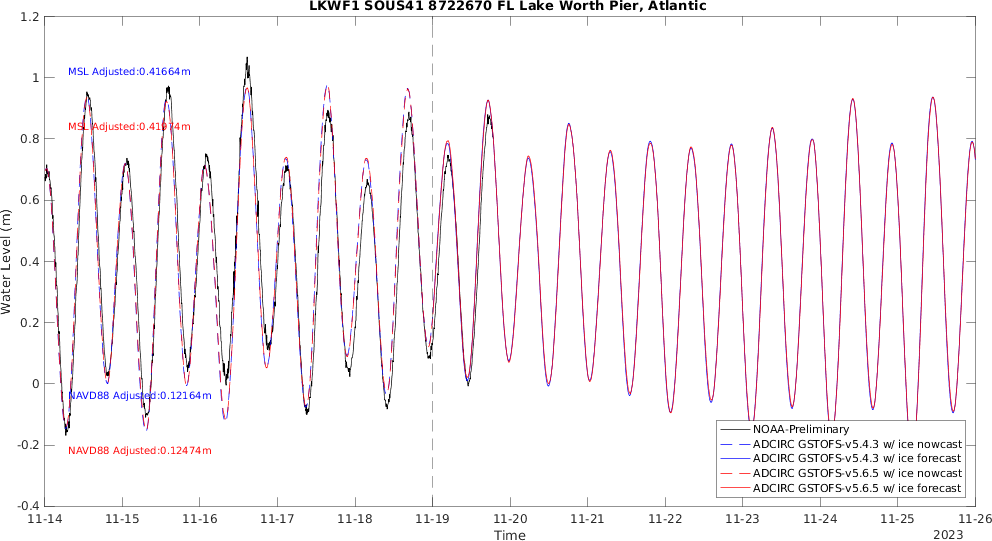 LKWF1 SOUS41 8722670 FL Lake Worth Pier, Atlantic
1.2
1
0.8
0.6
0.4
0.2
0
-0.2
-0.4
Water Level (m)
MSL Adjusted:0.41664m
MSL Adjusted:0.41974m
NAVD88 Adjusted:0.12164m
NAVD88 Adjusted:0.12474m
NOAA-Preliminary
ADCIRC GSTOFS-v5.4.3 w/ ice nowcast
ADCIRC GSTOFS-v5.4.3 w/ ice forecast
ADCIRC GSTOFS-v5.6.5 w/ ice nowcast
ADCIRC GSTOFS-v5.6.5 w/ ice forecast
11-14 11-15 11-16 11-17 11-18 11-19 11-20 11-21 11-22 11-23 11-24 11-25 11-26
Time
2023